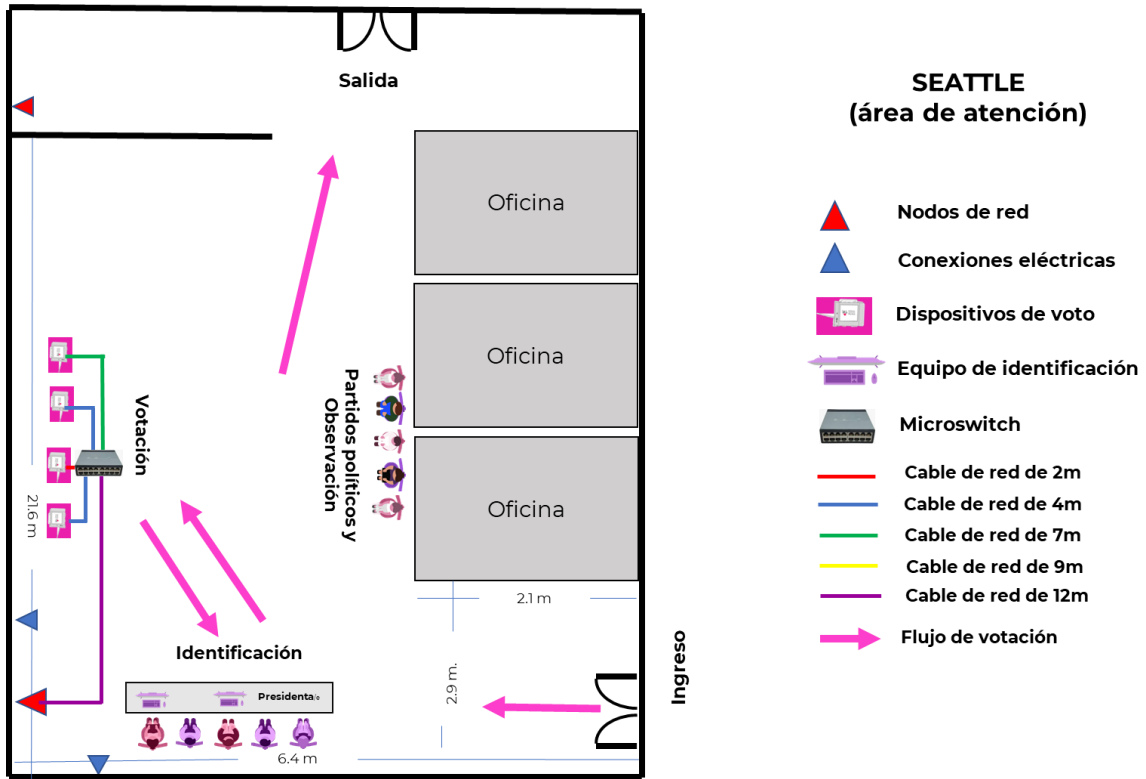 Salida
Oficina
Oficina
Oficina
Partidos políticos y
Observación
Votación
21.6 m
2.1 m
2.9 m.
Identificación
Presidenta/o
6.4 m
Ingreso
SEATTLE
(área de atención)
Nodos de red
Conexiones eléctricas
Dispositivos de voto
Equipo de identificación
Microswitch
Cable de red de 2m
Cable de red de 4m
Cable de red de 7m
Cable de red de 9m
Cable de red de 12m
Flujo de votación